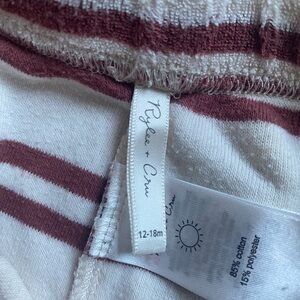 Rylee + Cru
12-18m
85% cotton
15% polyester